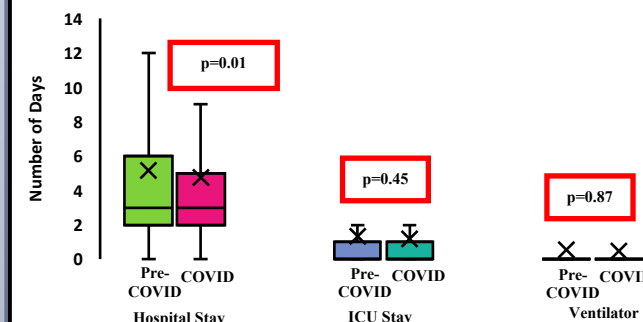 14
12
10
8
6
4
2
0
Number of Days
p=0.01
p=0.45
p=0.87
Pre-COVID COVID
Hospital Stay
Pre-COVID COVID
ICU Stay
Pre-COVID COVID
Ventilator